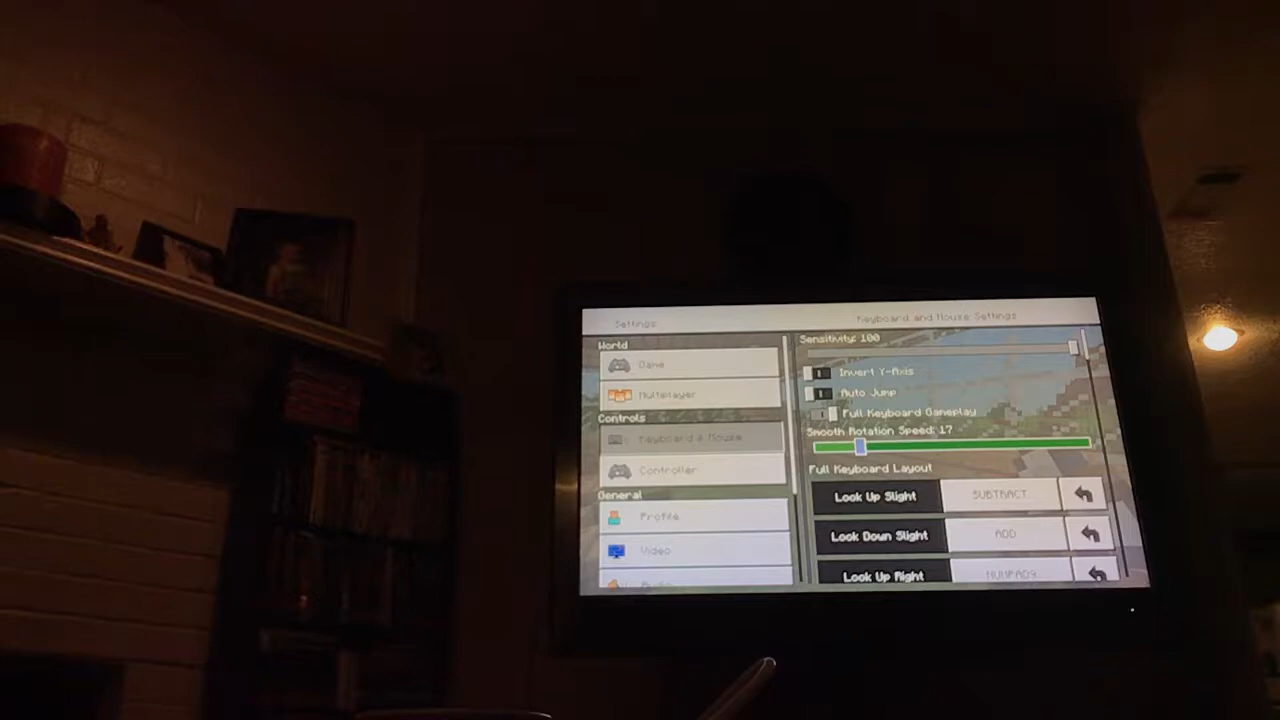 Settings
Keyboard and Mouse Settings
World
Game
Multiplayer
Controls
Keyboard & Mouse
Controller
General
Profile
Video
Audio
Sensitivity: 100
Invert Y-Axis
Auto Jump
Full Keyboard Gameplay
Smooth Rotation Speed: 17
Full Keyboard Layout
Look Up Slight
SUBTRACT
Look Down Slight
ADD
Look Up Right
NUMPAD9